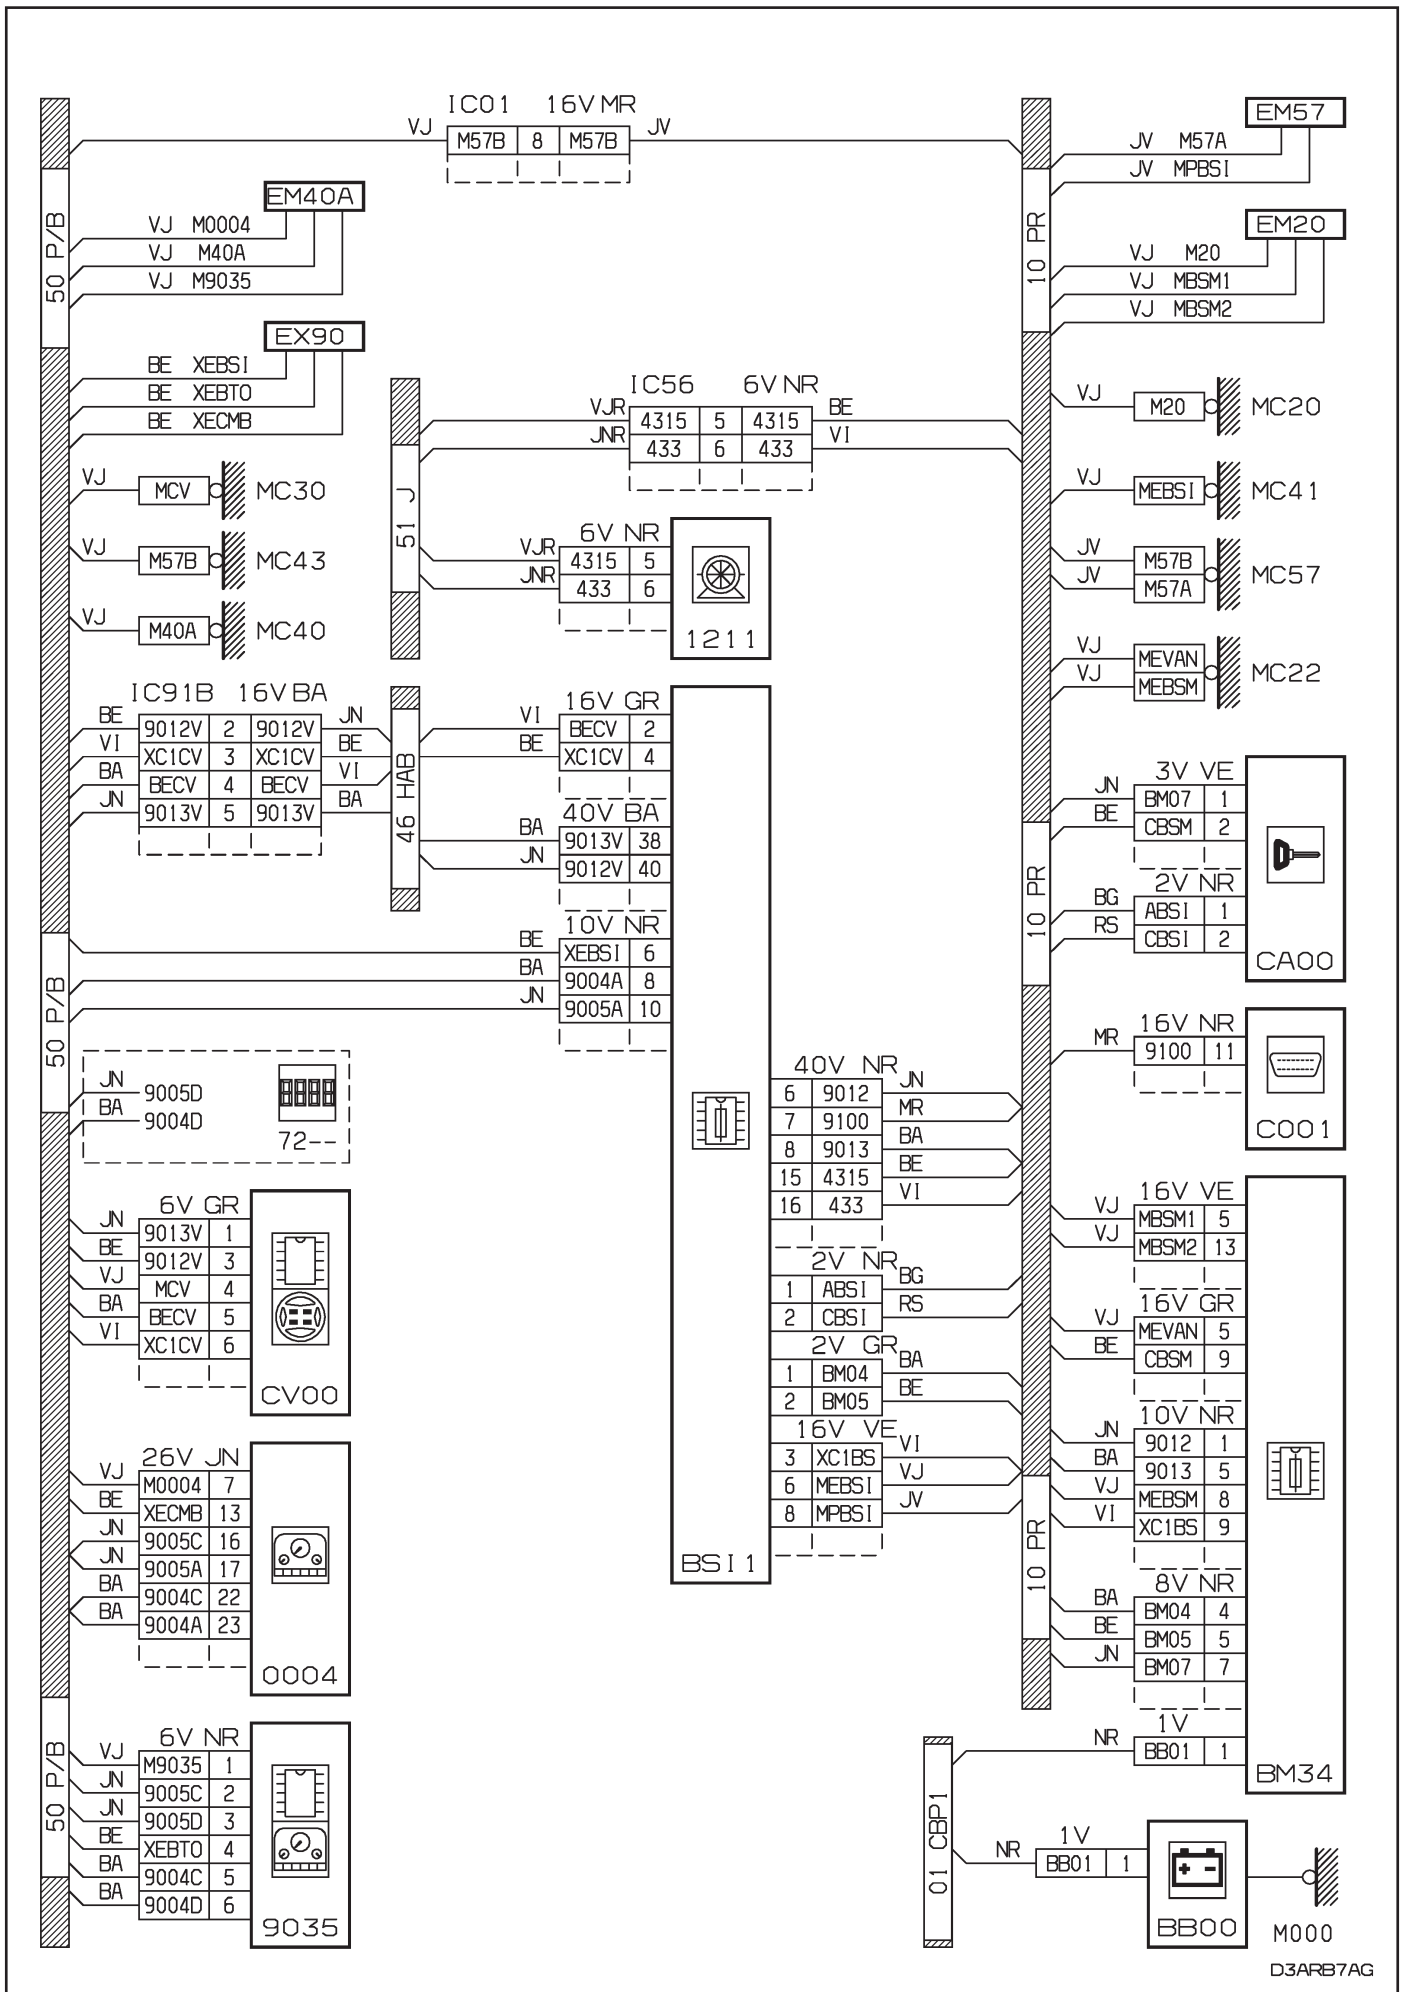 IC01 16V MR
VJ M57B 8 M57B JV
EM57
JV M57A
JV MPBSI
EM40A
VJ M0004
VJ M40A
VJ M9035
50 P/B
10 PR
EM20
VJ M20
VJ MBSM1
VJ MBSM2
EX90
BE XEBSI
BE XEBTO
BE XECMB
IC56 6V NR
VJR 4315 5 4315 BE
JNR 433 6 433 VI
VJ M20 MC20
VJ MCV MC30
VJ MEBSI MC41
51 J
6V NR
VJR 4315 5
JNR 433 6
1211
VJ M57B MC43
JV M57B
JV M57A
MC57
VJ M40A MC40
VJ MEVAN
VJ MEBSM
MC22
IC91B 16V BA
BE 9012V 2 9012V JN
VI XC1CV 3 XC1CV BE
BA BECV 4 BECV VI
JN 9013V 5 9013V BA
46 HAB
16V GR
VI BECV 2
BE XC1CV 4
40V BA
BA 9013V 38
JN 9012V 40
10V NR
BE XEBSI 6
BA 9004A 8
JN 9005A 10
3V VE
JN BM07 1
BE CBSM 2
2V NR
BG ABSI 1
RS CBSI 2
CA00
10 PR
50 P/B
JN 9005D
BA 9004D
72--
16V NR
MR 9100 11
C001
40V NR
6 9012 JN
7 9100 MR
8 9013 BA
15 4315 BE
16 433 VI
2V NR
1 ABSI BG
2 CBSI RS
2V GR
1 BM04 BA
2 BM05 BE
16V VE
3 XC1BS VI
6 MEBSI VJ
8 MPBSI JV
BSI1
6V GR
JN 9013V 1
BE 9012V 3
VJ MCV 4
BA BECV 5
VI XC1CV 6
CV00
26V JN
VJ M0004 7
BE XECMB 13
JN 9005C 16
JN 9005A 17
BA 9004C 22
BA 9004A 23
0004
50 P/B
6V NR
VJ M9035 1
JN 9005C 2
JN 9005D 3
BE XEBTO 4
BA 9004C 5
BA 9004D 6
9035
10 PR
16V VE
VJ MBSM1 5
VJ MBSM2 13
16V GR
VJ MEVAN 5
BE CBSM 9
10V NR
JN 9012 1
BA 9013 5
VJ MEBSM 8
VI XC1BS 9
8V NR
BA BM04 4
BE BM05 5
JN BM07 7
1V
NR BB01 1
BM34
01 CBP1
1V
NR BB01 1
BB00
M000
D3ARB7AG